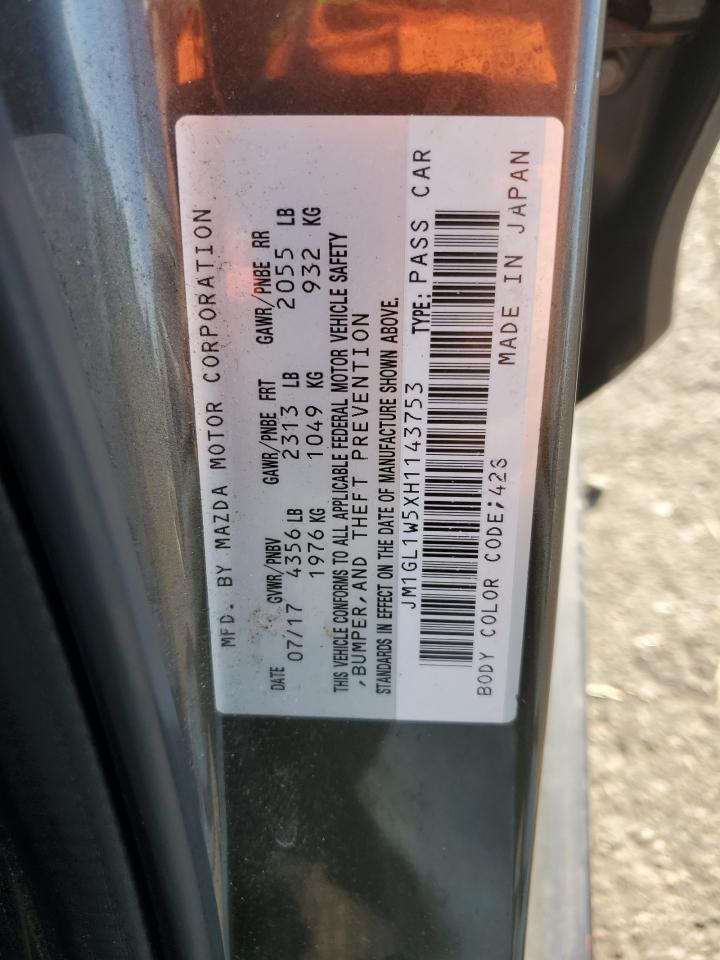 MFD. BY MAZDA MOTOR CORPORATION
DATE GVWR/PNBV GAWR/PNBE FRT GAWR/PNBE RR
07/17 4356 LB 2313 LB 2055 LB
1976 KG 1049 KG 932 KG
THIS VEHICLE CONFORMS TO ALL APPLICABLE FEDERAL MOTOR VEHICLE SAFETY
,BUMPER,AND THEFT PREVENTION
STANDARDS IN EFFECT ON THE DATE OF MANUFACTURE SHOWN ABOVE.
JM1GL1W5XH1143753 TYPE: PASS CAR
BODY COLOR CODE;42S MADE IN JAPAN